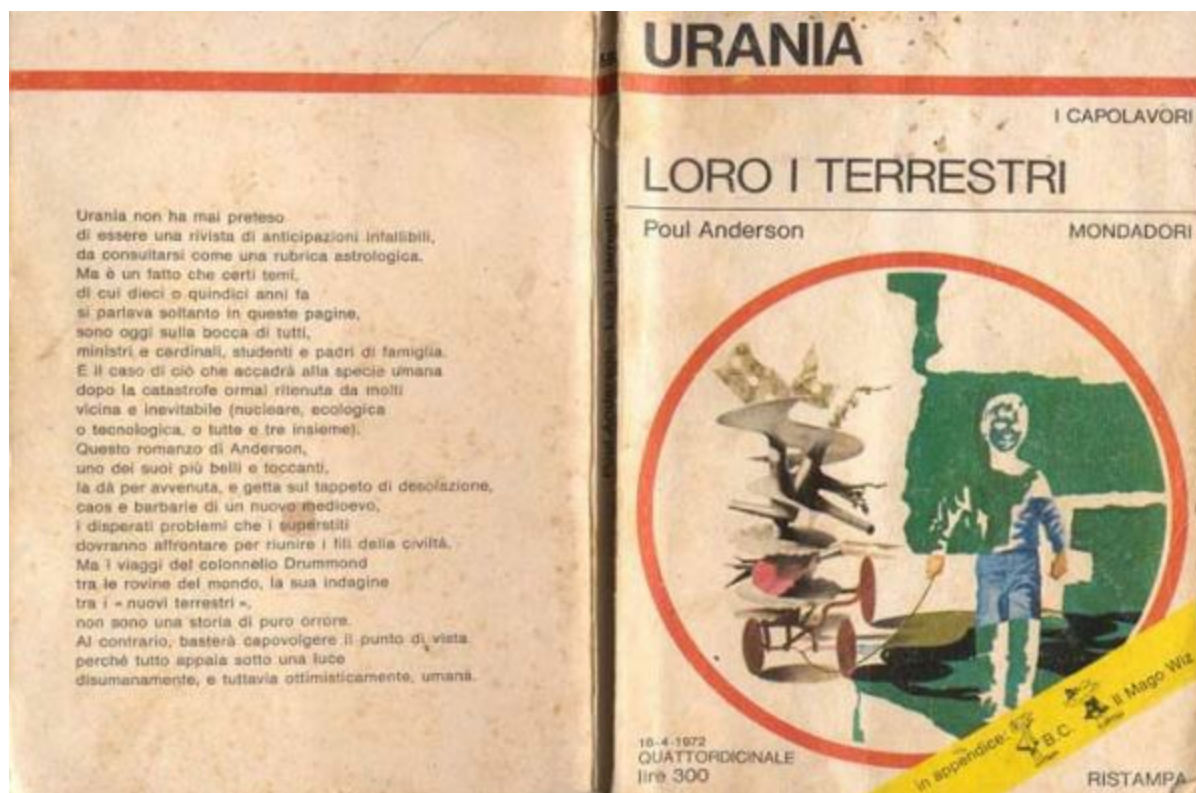 Urania non ha mai preteso
di essere una rivista di anticipazioni infallibili,
da consultarsi come una rubrica astrologica.
Ma è un fatto che certi temi,
di cui dieci o quindici anni fa
si parlava soltanto in queste pagine,
sono oggi sulla bocca di tutti,
ministri e cardinali, studenti e padri di famiglia.
È il caso di ciò che accadrà alla specie umana
dopo la catastrofe ormai ritenuta da molti
vicina e inevitabile (nucleare, ecologica
o tecnologica, o tutte e tre insieme).
Questo romanzo di Anderson,
uno dei suoi più belli e toccanti,
la dà per avvenuta, e getta sul tappeto di desolazione,
caos e barbarie di un nuovo medioevo,
i disperati problemi che i superstiti
dovranno affrontare per riunire i fili della civiltà.
Ma i viaggi del colonnello Drummond
tra le rovine del mondo, la sua indagine
tra i « nuovi terrestri »,
non sono una storia di puro orrore.
Al contrario, basterà capovolgere il punto di vista
perché tutto appaia sotto una luce
disumanamente, e tuttavia ottimisticamente, umana.
URANIA
I CAPOLAVORI
LORO I TERRESTRI
Poul Anderson
MONDADORI
16-4-1972
QUATTORDICINALE
lire 300
in appendice: B.C. Il Mago Wiz
RISTAMPA